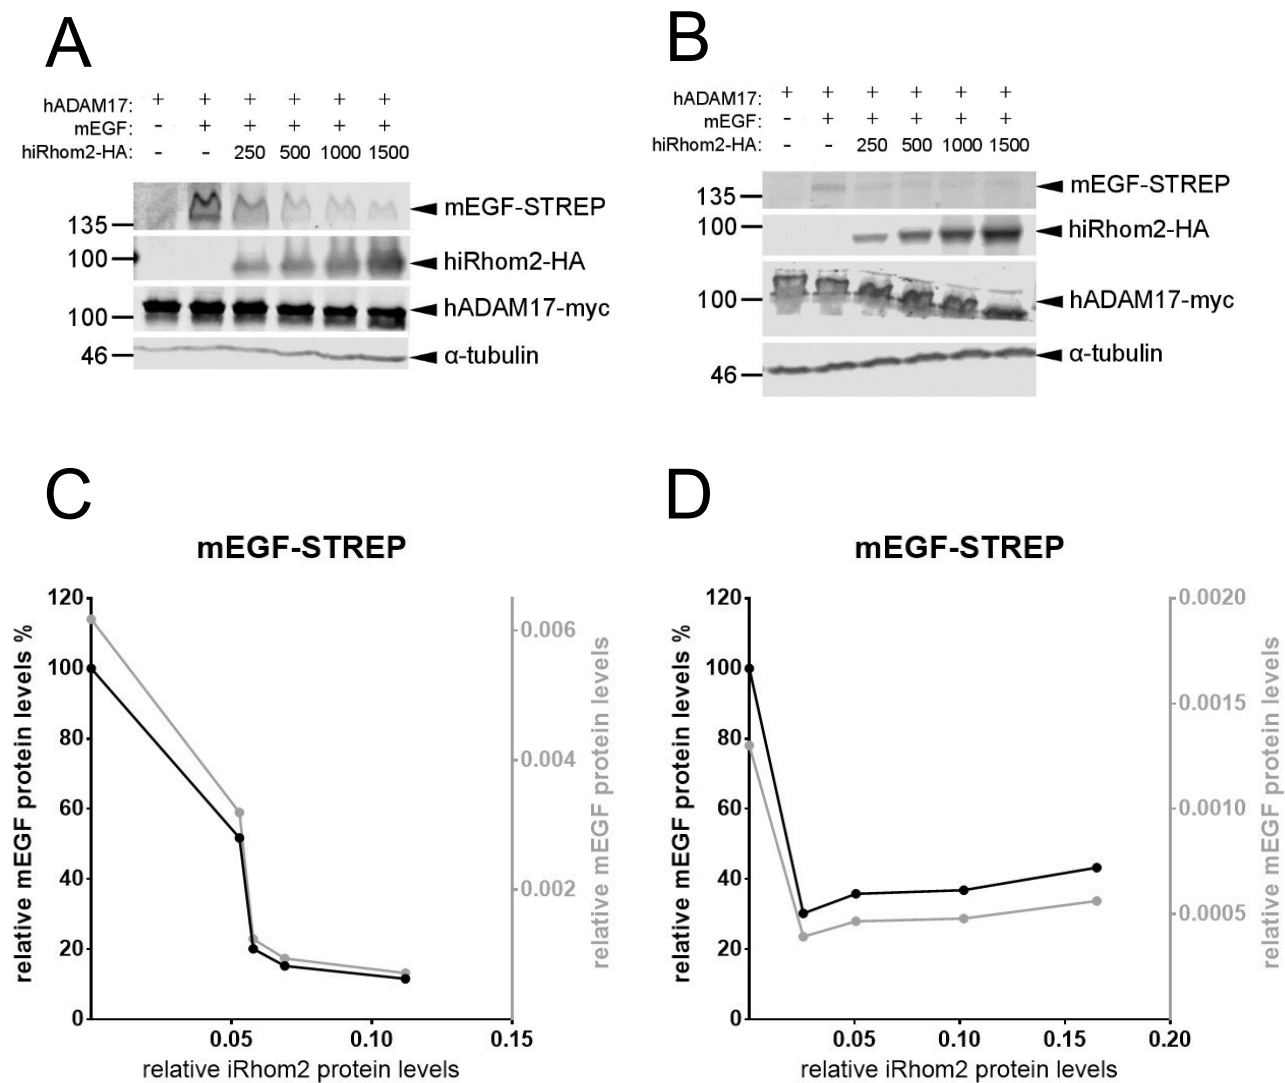 A
hADAM17: + + + + + +
mEGF: - + + + + +
hiRhom2-HA: - - 250 500 1000 1500
mEGF-STREP
135
100
hiRhom2-HA
hADAM17-myc
100
46
α-tubulin
B
hADAM17: + + + + + +
mEGF: - + + + + +
hiRhom2-HA: - - 250 500 1000 1500
mEGF-STREP
135
100
hiRhom2-HA
100
hADAM17-myc
α-tubulin
46
C
mEGF-STREP
relative mEGF protein levels %
120
100
80
60
40
20
0
0.006
0.004
0.002
relative mEGF protein levels
0.05 0.10 0.15
relative iRhom2 protein levels
D
mEGF-STREP
relative mEGF protein levels %
120
100
80
60
40
20
0
0.0020
0.0015
0.0010
0.0005
relative mEGF protein levels
0.05 0.10 0.15 0.20
relative iRhom2 protein levels